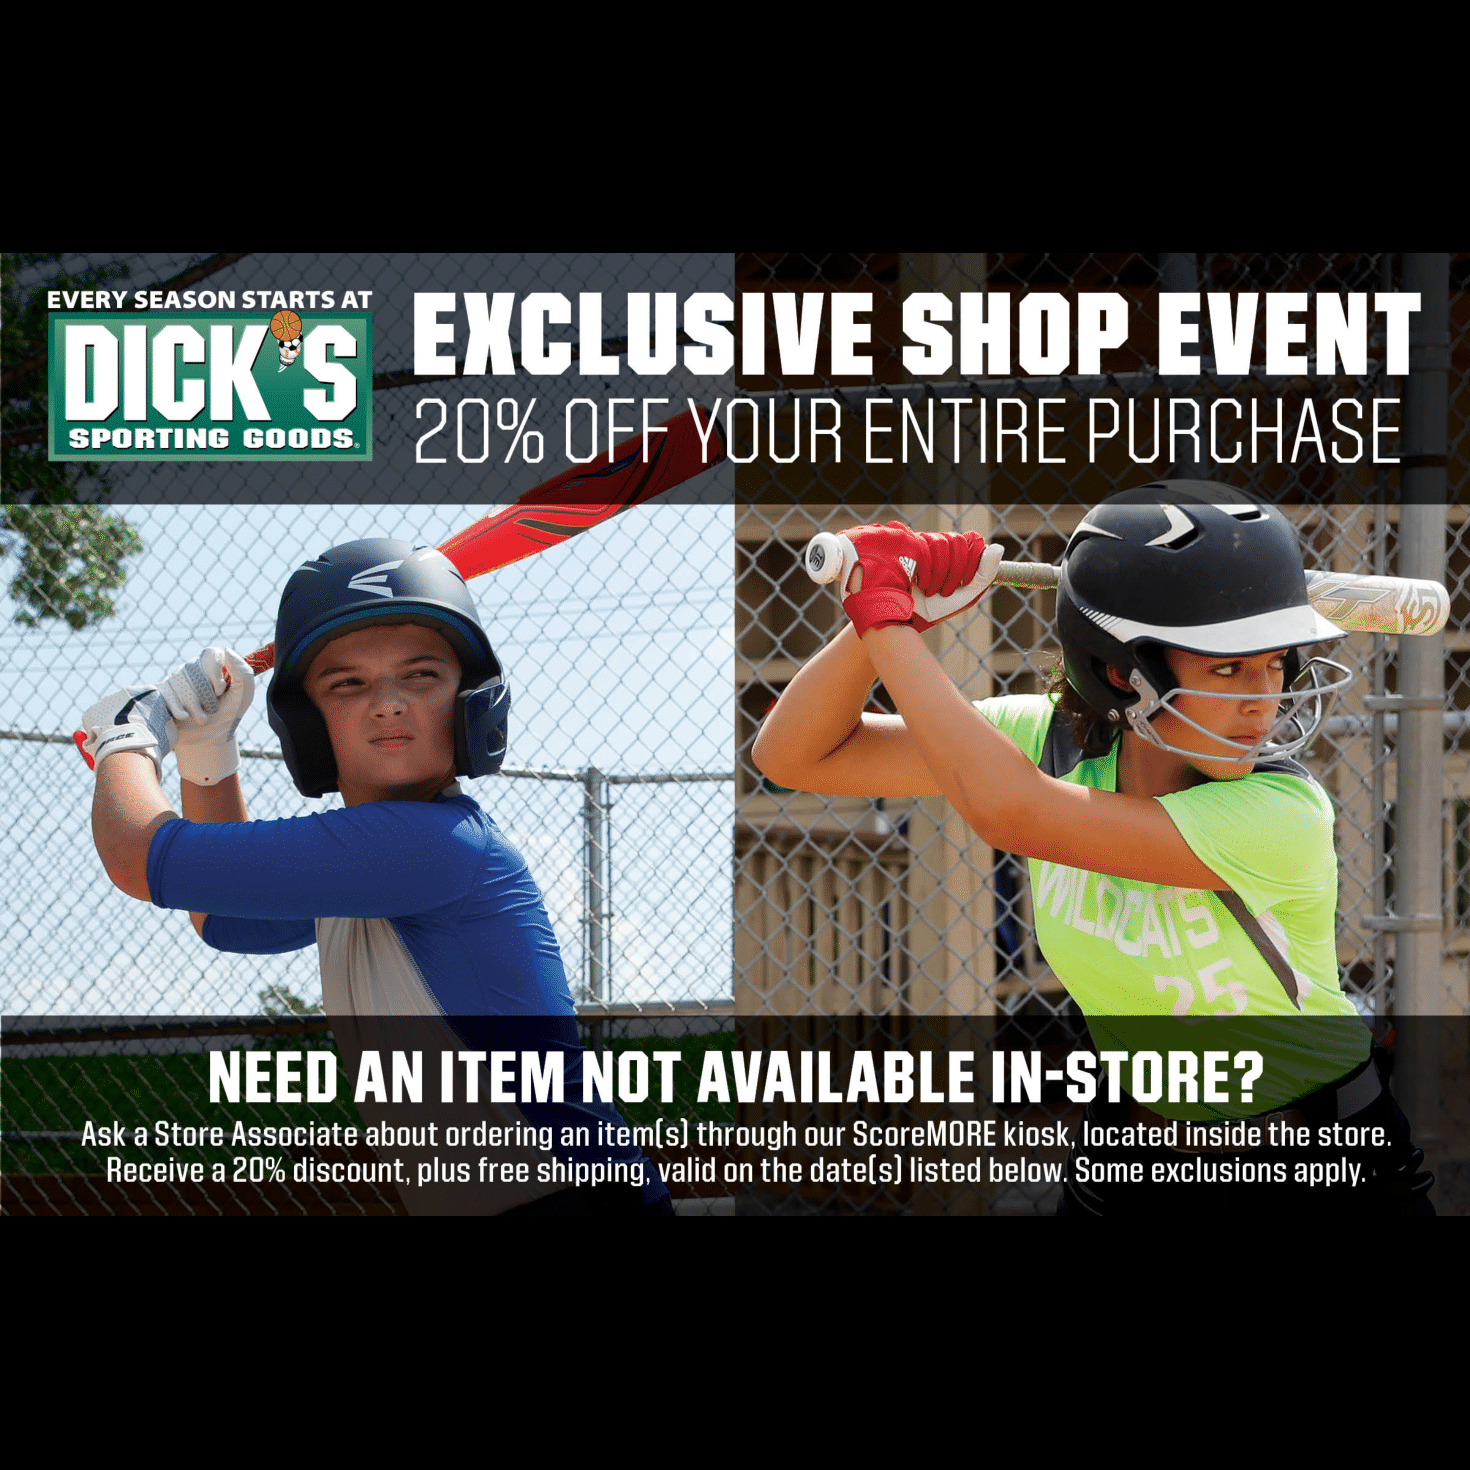 EVERY SEASON STARTS AT
DICK'S
SPORTING GOODS
EXCLUSIVE SHOP EVENT
20% OFF YOUR ENTIRE PURCHASE
WILDCATS
25
NEED AN ITEM NOT AVAILABLE IN-STORE?
Ask a Store Associate about ordering an item(s) through our ScoreMORE kiosk, located inside the store.
Receive a 20% discount, plus free shipping, valid on the date(s) listed below. Some exclusions apply.